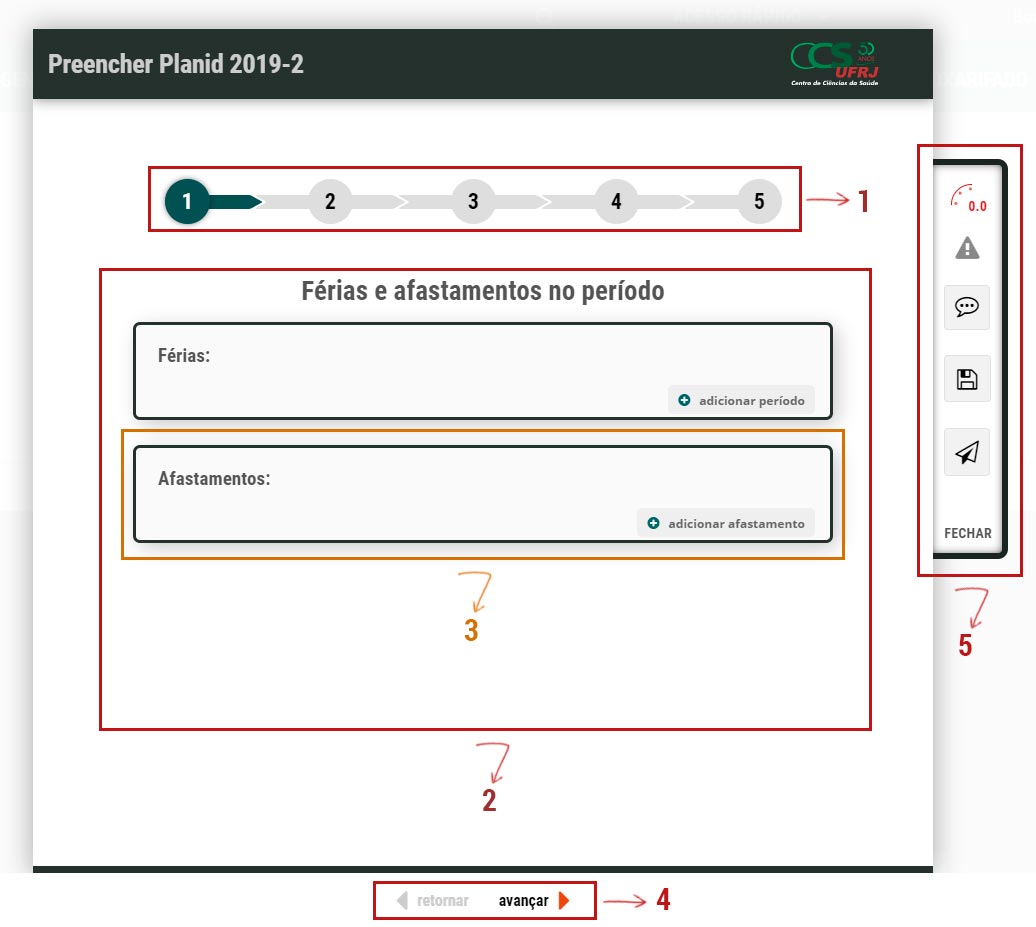 Preencher Planid 2019-2
CCS 50 ANOS
UFRJ
Centro de Ciências da Saúde
1 2 3 4 5
1
0.0
Férias e afastamentos no período
Férias:
adicionar período
Afastamentos:
adicionar afastamento
FECHAR
3
5
2
retornar avançar
4